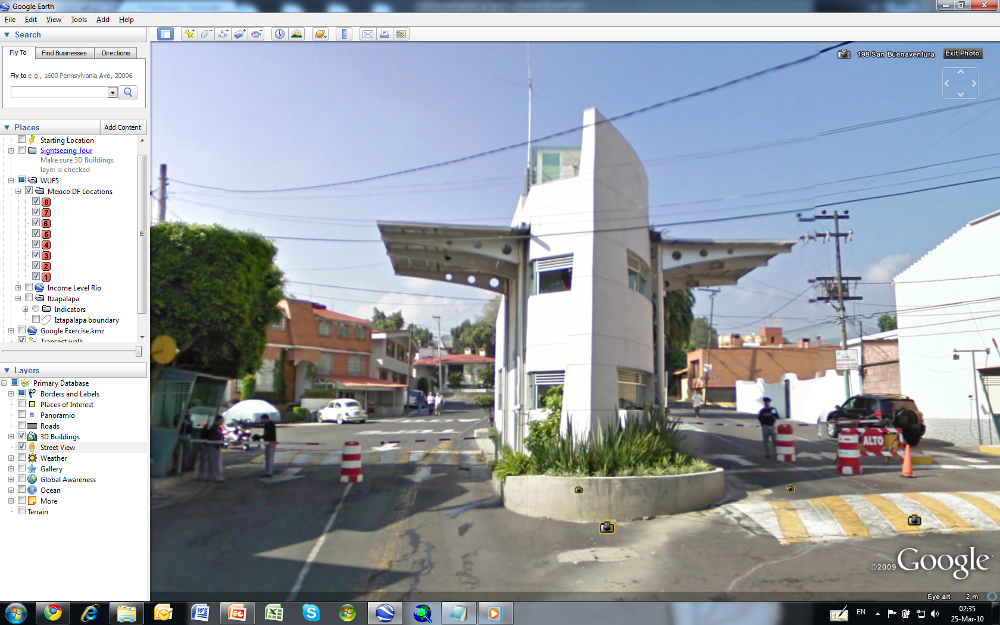 Google Earth
File Edit View Tools Add Help
Search
Fly To Find Businesses Directions
Fly to e.g., 1600 Pennsylvania Ave, 20006
Places Add Content
Starting Location
Sightseeing Tour
Make sure 3D Buildings
layer is checked
WUF5
Mexico DF Locations
8
7
6
5
4
3
2
1
Income Level Rio
Itzapalapa
Indicators
Iztapalapa boundary
Google Exercise.kmz
Transect walk
Layers
Primary Database
Borders and Labels
Places of Interest
Panoramio
Roads
3D Buildings
Street View
Weather
Gallery
Global Awareness
Ocean
More
Terrain
198 San Buenaventura Exit Photo
ALTO
©2009 Google
Eye alt 2 m
EN
02:35
25-Mar-10